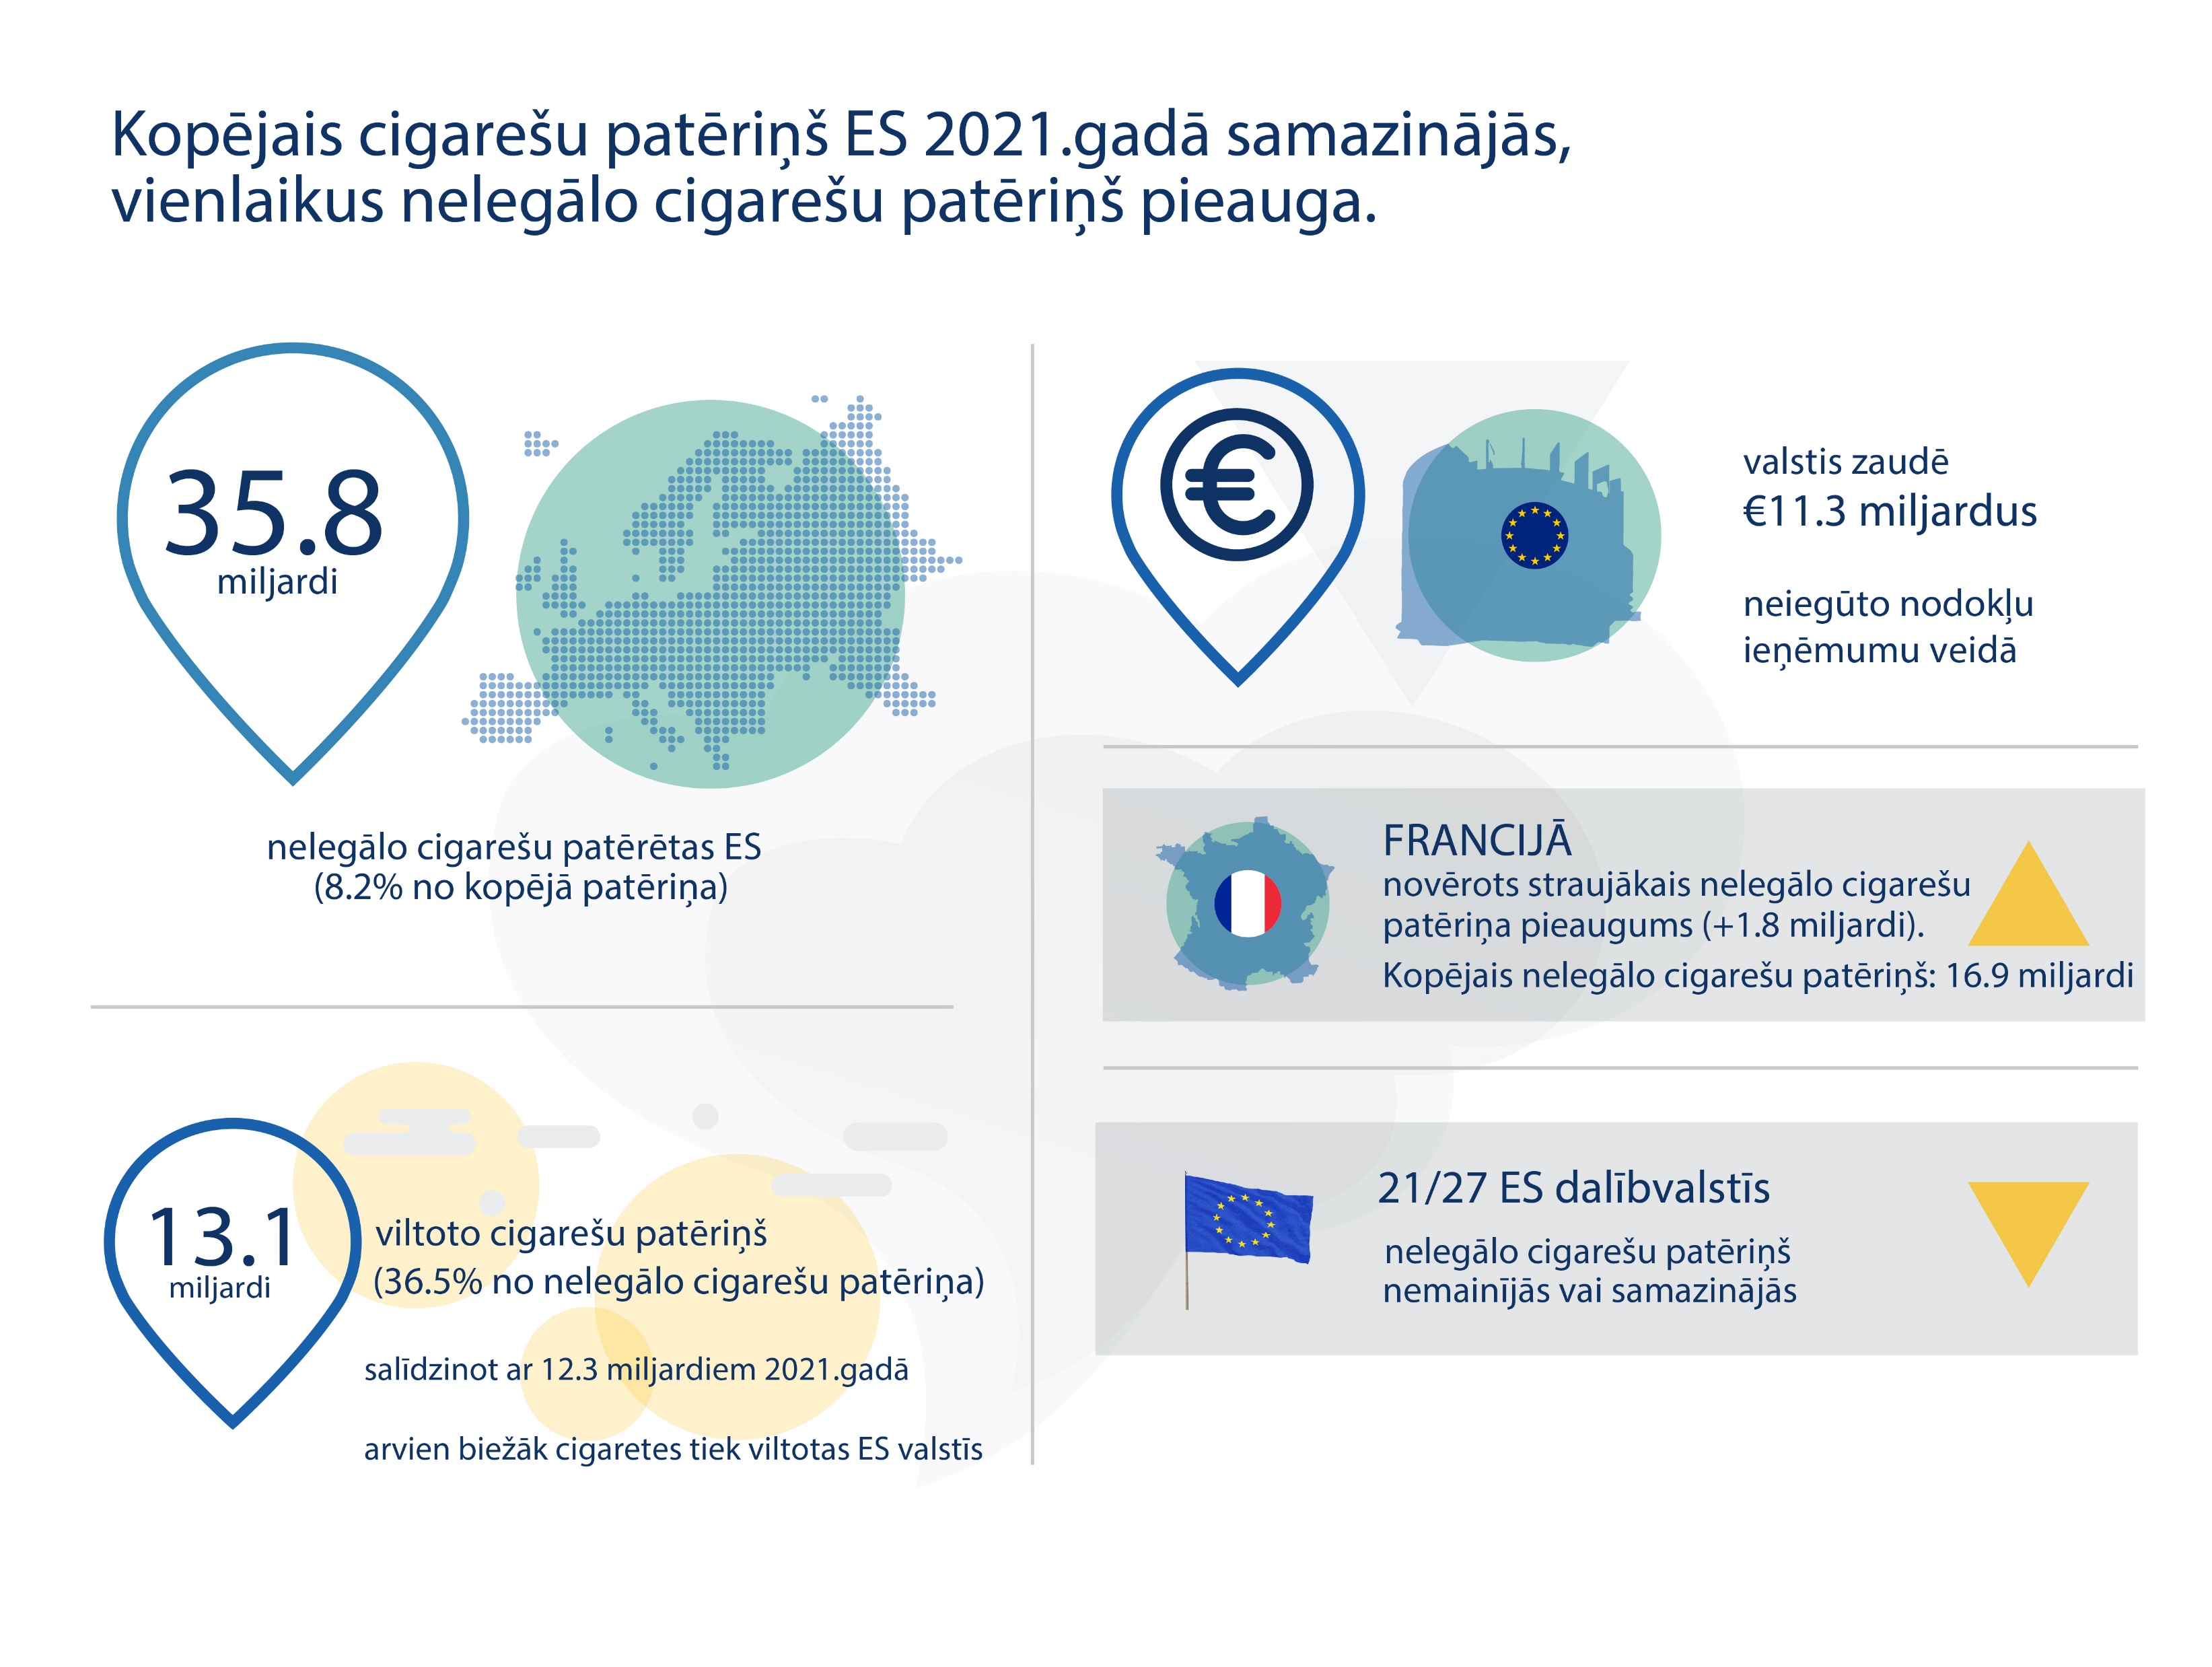 Kopējais cigarešu patēriņš ES 2021.gadā samazinājās,
vienlaikus nelegālo cigarešu patēriņš pieauga.
35.8
miljardi
nelegālo cigarešu patērētas ES
(8.2% no kopējā patēriņa)
13.1
miljardi
viltoto cigarešu patēriņš
(36.5% no nelegālo cigarešu patēriņa)
salīdzinot ar 12.3 miljardiem 2021.gadā
arvien biežāk cigaretes tiek viltotas ES valstīs
€
valstis zaudē
€11.3 miljardus
neiegūto nodokļu
ieņēmumu veidā
FRANCIJĀ
novērots straujākais nelegālo cigarešu
patēriņa pieaugums (+1.8 miljardi).
Kopējais nelegālo cigarešu patēriņš: 16.9 miljardi
21/27 ES dalībvalstīs
nelegālo cigarešu patēriņš
nemainījās vai samazinājās